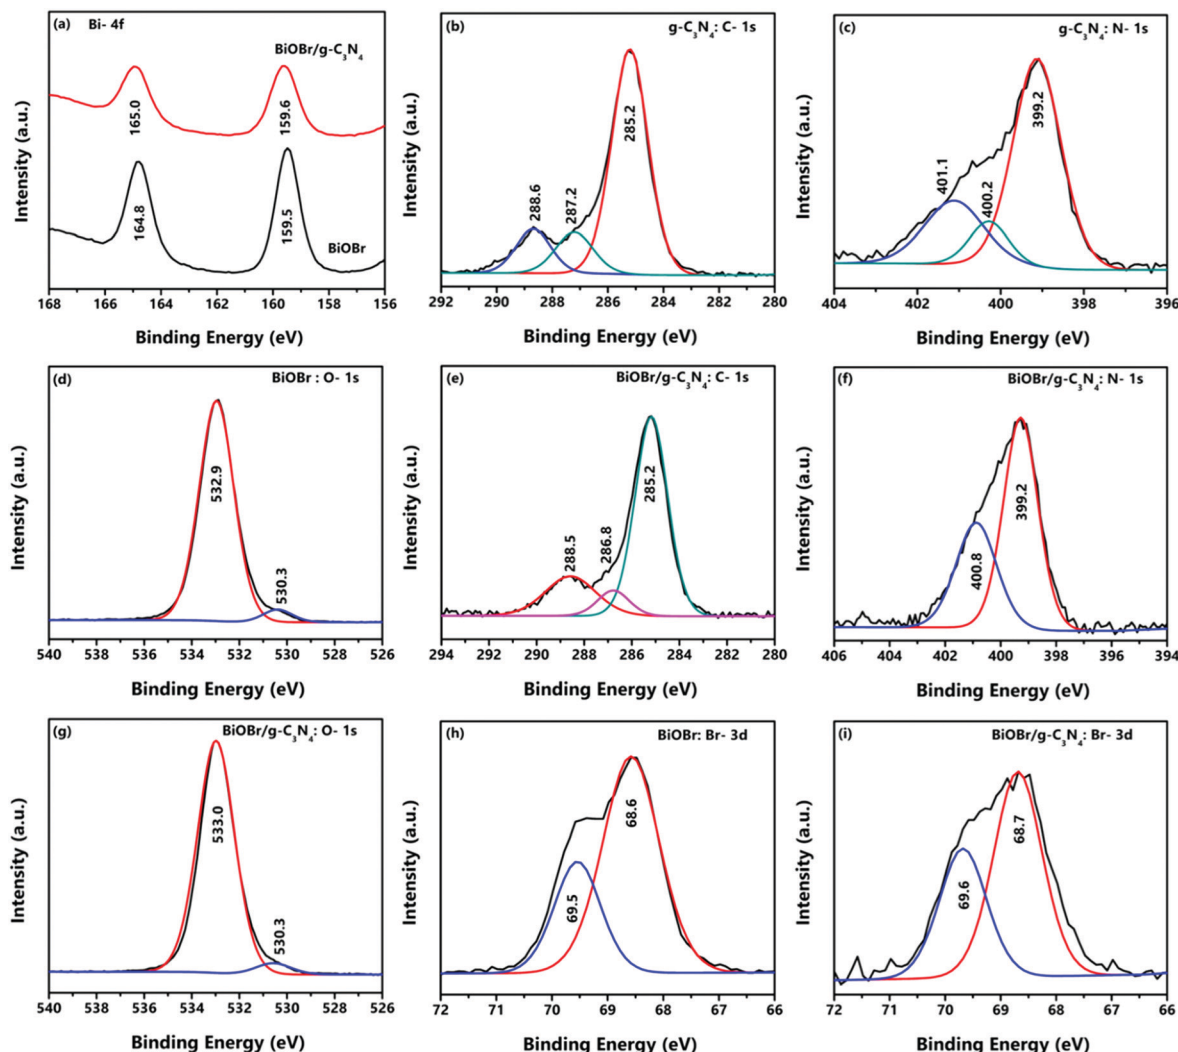 (a) Bi- 4f
BiOBr/g-C₃N₄
165.0
159.6
164.8
159.5
BiOBr
168 166 164 162 160 158 156
Binding Energy (eV)
Intensity (a.u.)
(b) g-C₃N₄: C- 1s
288.6
287.2
285.2
292 290 288 286 284 282 280
Binding Energy (eV)
Intensity (a.u.)
(c) g-C₃N₄: N- 1s
401.1
400.2
399.2
404 402 400 398 396
Binding Energy (eV)
Intensity (a.u.)
(d) BiOBr : O- 1s
532.9
530.3
540 538 536 534 532 530 528 526
Binding Energy (eV)
Intensity (a.u.)
(e) BiOBr/g-C₃N₄: C- 1s
288.5
286.8
285.2
294 292 290 288 286 284 282 280
Binding Energy (eV)
Intensity (a.u.)
(f) BiOBr/g-C₃N₄: N- 1s
400.8
399.2
406 404 402 400 398 396 394
Binding Energy (eV)
Intensity (a.u.)
(g) BiOBr/g-C₃N₄: O- 1s
533.0
530.3
540 538 536 534 532 530 528 526
Binding Energy (eV)
Intensity (a.u.)
(h) BiOBr: Br- 3d
69.5
68.6
72 71 70 69 68 67 66
Binding Energy (eV)
Intensity (a.u.)
(i) BiOBr/g-C₃N₄: Br- 3d
69.6
68.7
72 71 70 69 68 67 66
Binding Energy (eV)
Intensity (a.u.)